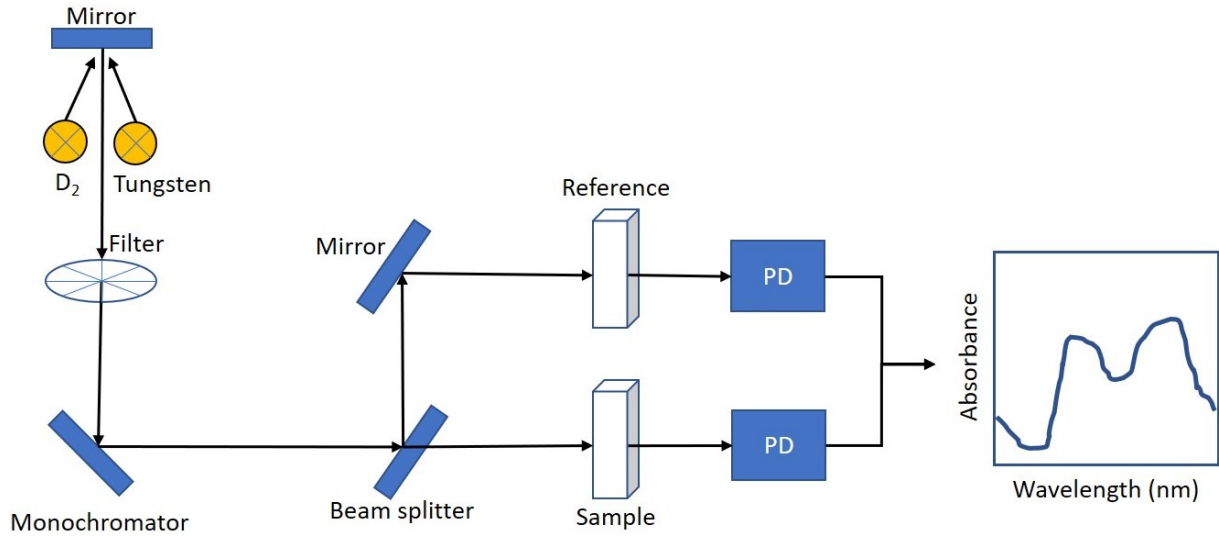 Mirror
D₂
Tungsten
Filter
Monochromator
Mirror
Beam splitter
Reference
Sample
PD
PD
Absorbance
Wavelength (nm)